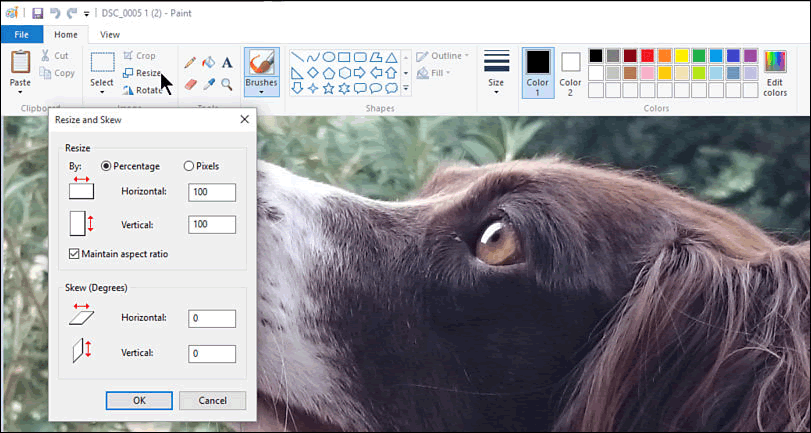 DSC_0005 1 (2) - Paint
File Home View
Paste
Cut
Copy
Clipboard
Select
Crop
Resize
Rotate
Image
A
Tools
Brushes
Shapes
Outline
Fill
Size
Color
1
Color
2
Colors
Edit
colors
Resize and Skew
Resize
By: Percentage Pixels
Horizontal: 100
Vertical: 100
Maintain aspect ratio
Skew (Degrees)
Horizontal: 0
Vertical: 0
OK Cancel